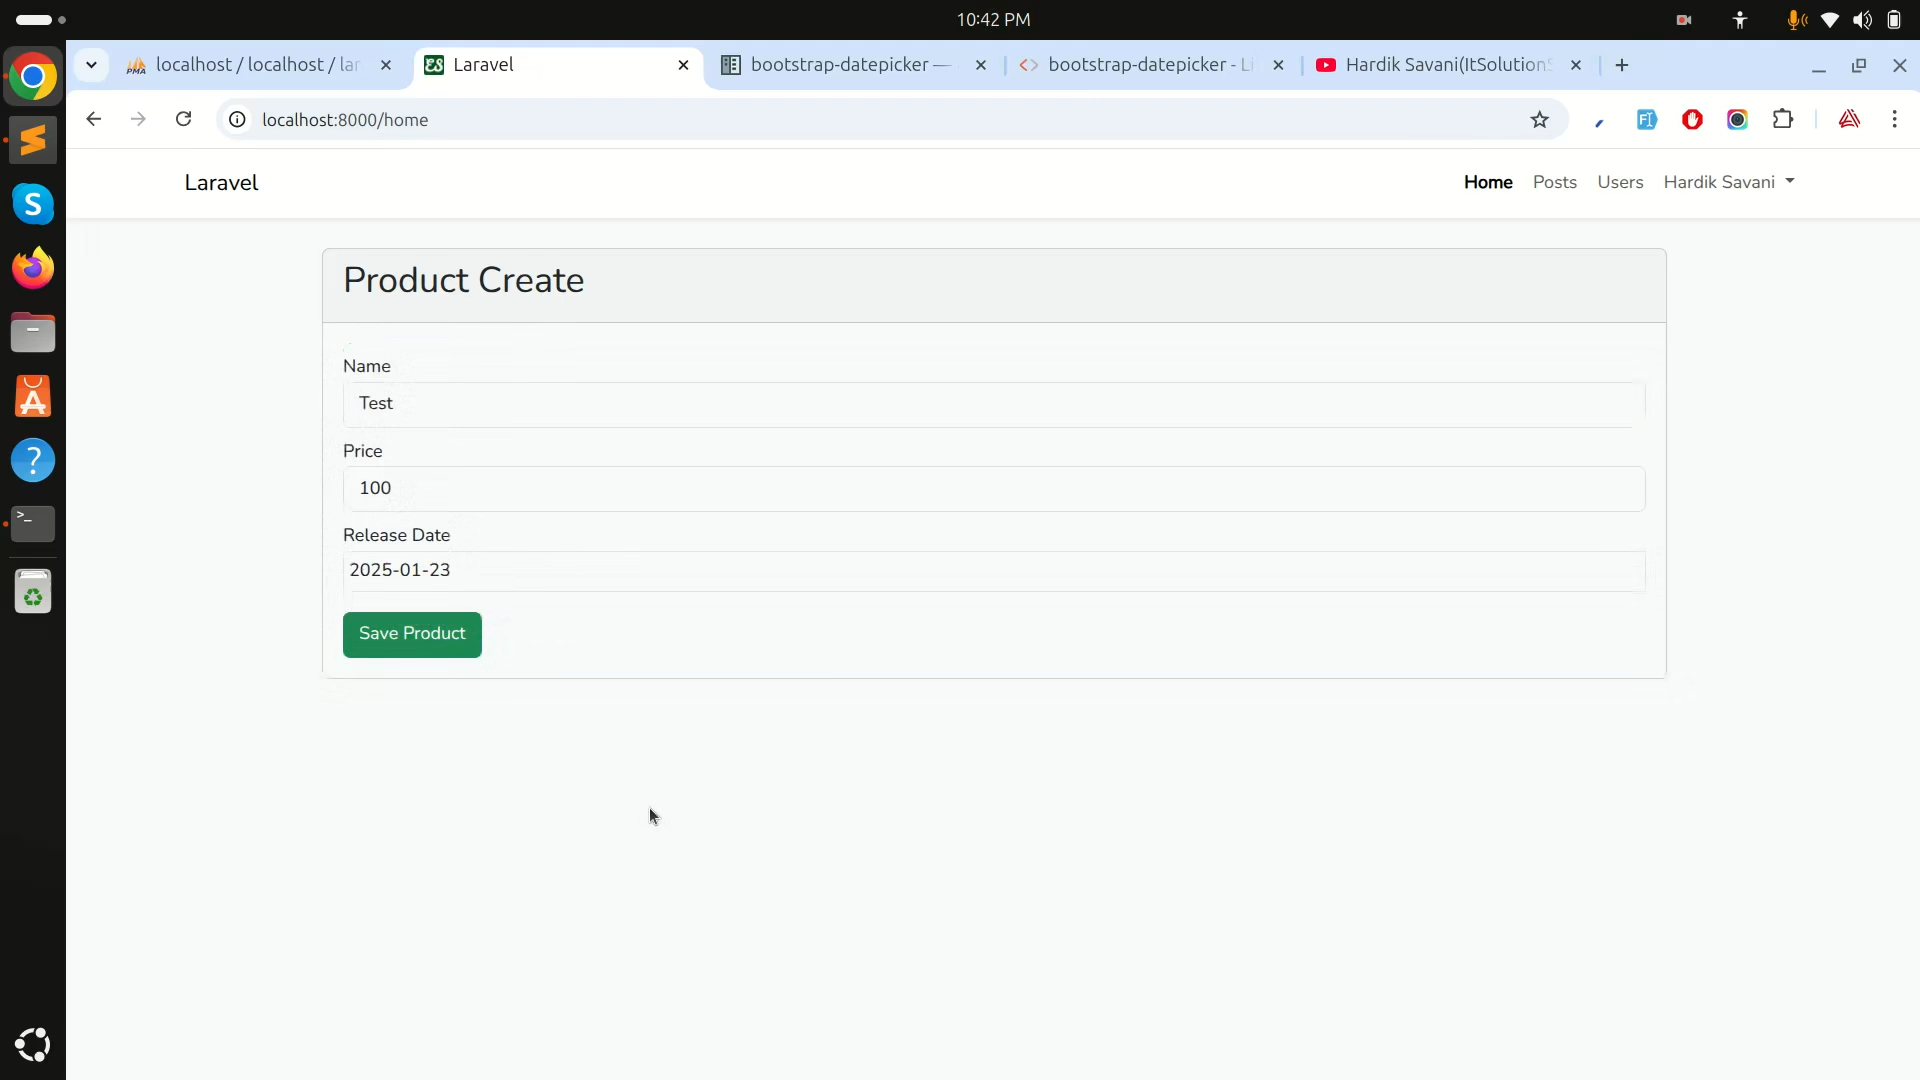 10:42 PM
localhost / localhost / lar
Laravel
bootstrap-datepicker —
bootstrap-datepicker - Li
Hardik Savani(ItSolutionS
localhost:8000/home
Laravel
Home
Posts
Users
Hardik Savani
Product Create
Name
Test
Price
100
Release Date
2025-01-23
Save Product